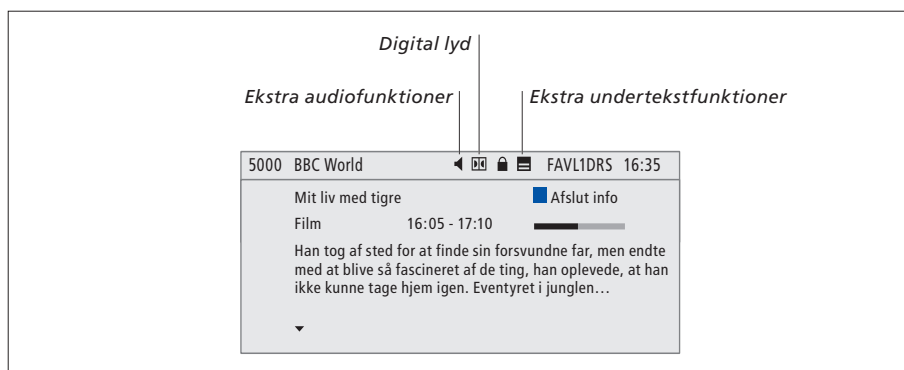 Digital lyd
Ekstra audiofunktioner
Ekstra undertekstfunktioner
5000 BBC World FAVL1DRS 16:35
Mit liv med tigre Afslut info
Film 16:05 - 17:10
Han tog af sted for at finde sin forsvundne far, men endte
med at blive så fascineret af de ting, han oplevede, at han
ikke kunne tage hjem igen. Eventyret i junglen…